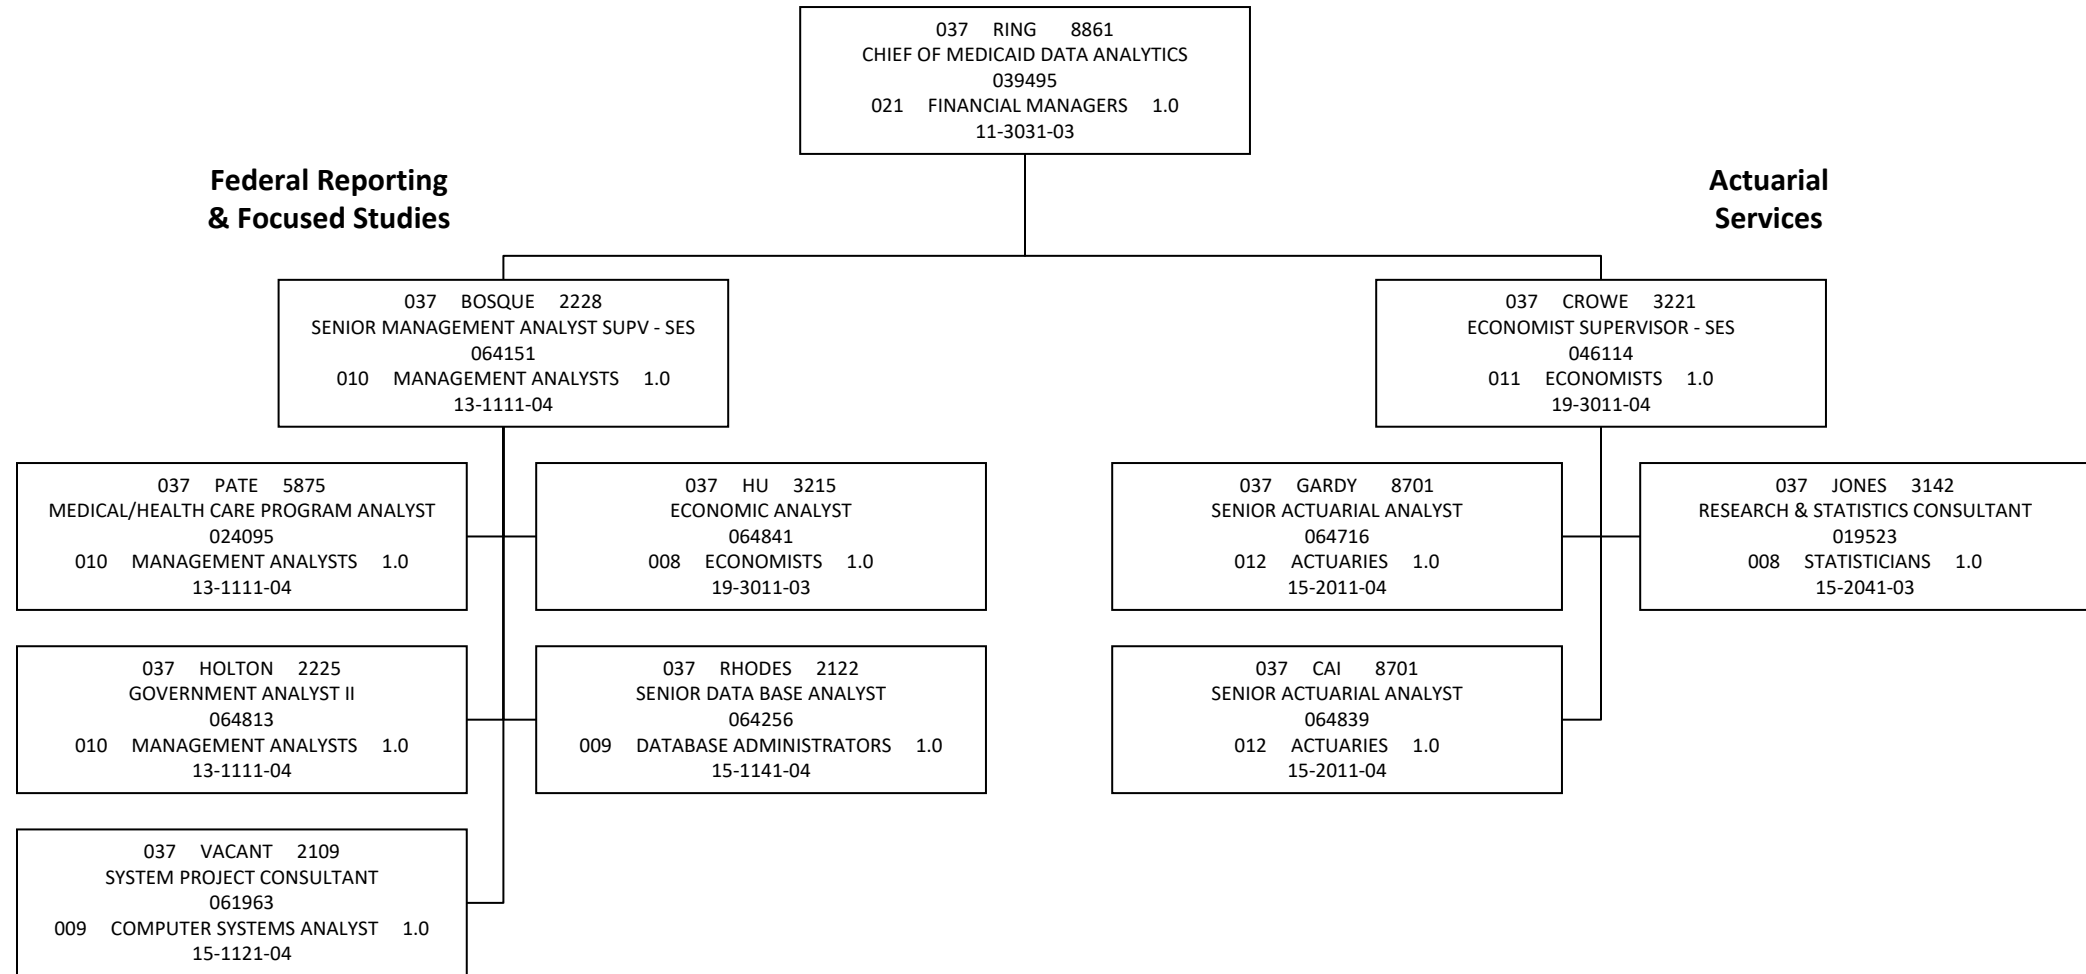 037 RING 8861
CHIEF OF MEDICAID DATA ANALYTICS
039495
021 FINANCIAL MANAGERS 1.0
11-3031-03
Federal Reporting
& Focused Studies
Actuarial
Services
037 BOSQUE 2228
SENIOR MANAGEMENT ANALYST SUPV - SES
064151
010 MANAGEMENT ANALYSTS 1.0
13-1111-04
037 CROWE 3221
ECONOMIST SUPERVISOR - SES
046114
011 ECONOMISTS 1.0
19-3011-04
037 PATE 5875
MEDICAL/HEALTH CARE PROGRAM ANALYST
024095
010 MANAGEMENT ANALYSTS 1.0
13-1111-04
037 HU 3215
ECONOMIC ANALYST
064841
008 ECONOMISTS 1.0
19-3011-03
037 GARDY 8701
SENIOR ACTUARIAL ANALYST
064716
012 ACTUARIES 1.0
15-2011-04
037 JONES 3142
RESEARCH & STATISTICS CONSULTANT
019523
008 STATISTICIANS 1.0
15-2041-03
037 HOLTON 2225
GOVERNMENT ANALYST II
064813
010 MANAGEMENT ANALYSTS 1.0
13-1111-04
037 RHODES 2122
SENIOR DATA BASE ANALYST
064256
009 DATABASE ADMINISTRATORS 1.0
15-1141-04
037 CAI 8701
SENIOR ACTUARIAL ANALYST
064839
012 ACTUARIES 1.0
15-2011-04
037 VACANT 2109
SYSTEM PROJECT CONSULTANT
061963
009 COMPUTER SYSTEMS ANALYST 1.0
15-1121-04